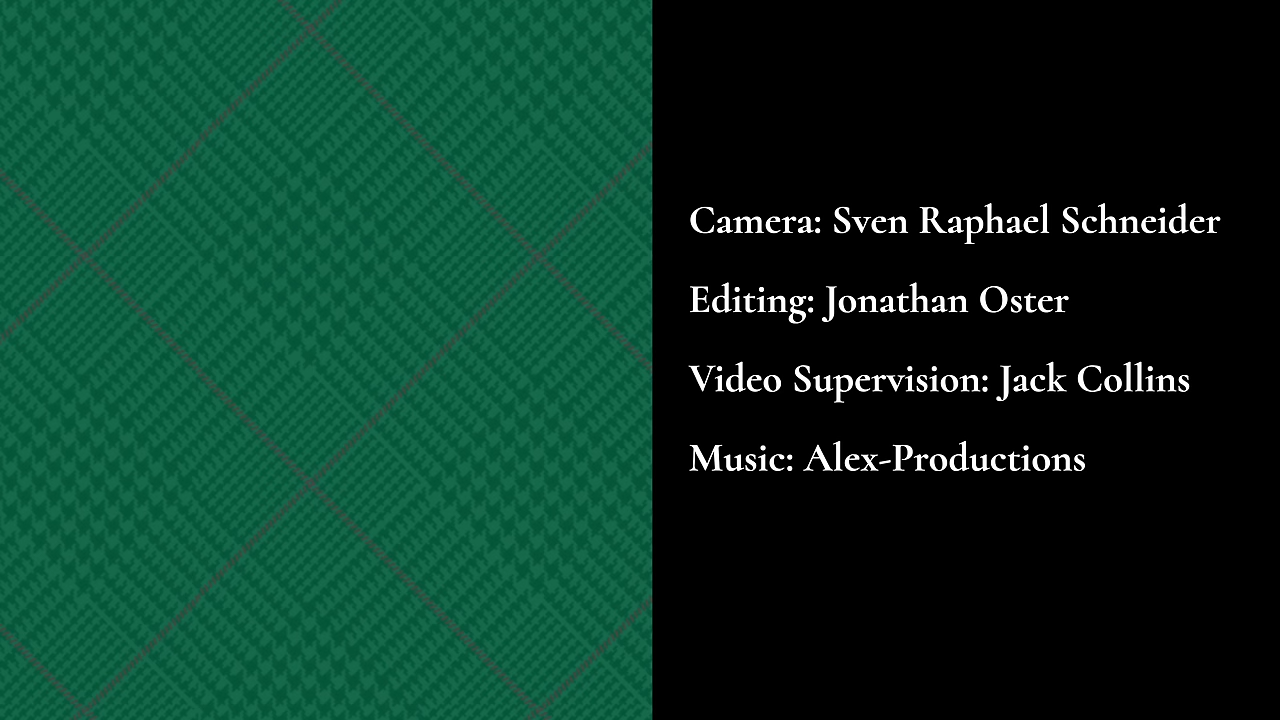 Camera: Sven Raphael Schneider
Editing: Jonathan Oster
Video Supervision: Jack Collins
Music: Alex-Productions